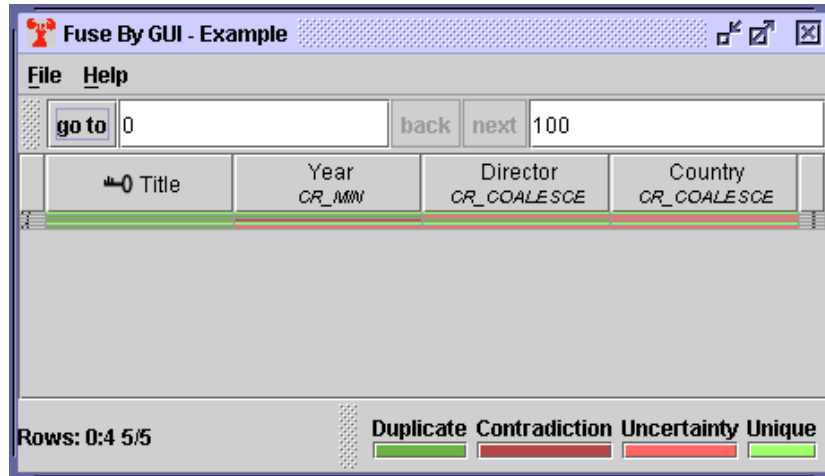 Fuse By GUI - Example
File Help
go to 0 back next 100
Title Year Director Country
CR_MIN CR_COALESCE CR_COALESCE
Rows: 0:4 5/5 Duplicate Contradiction Uncertainty Unique